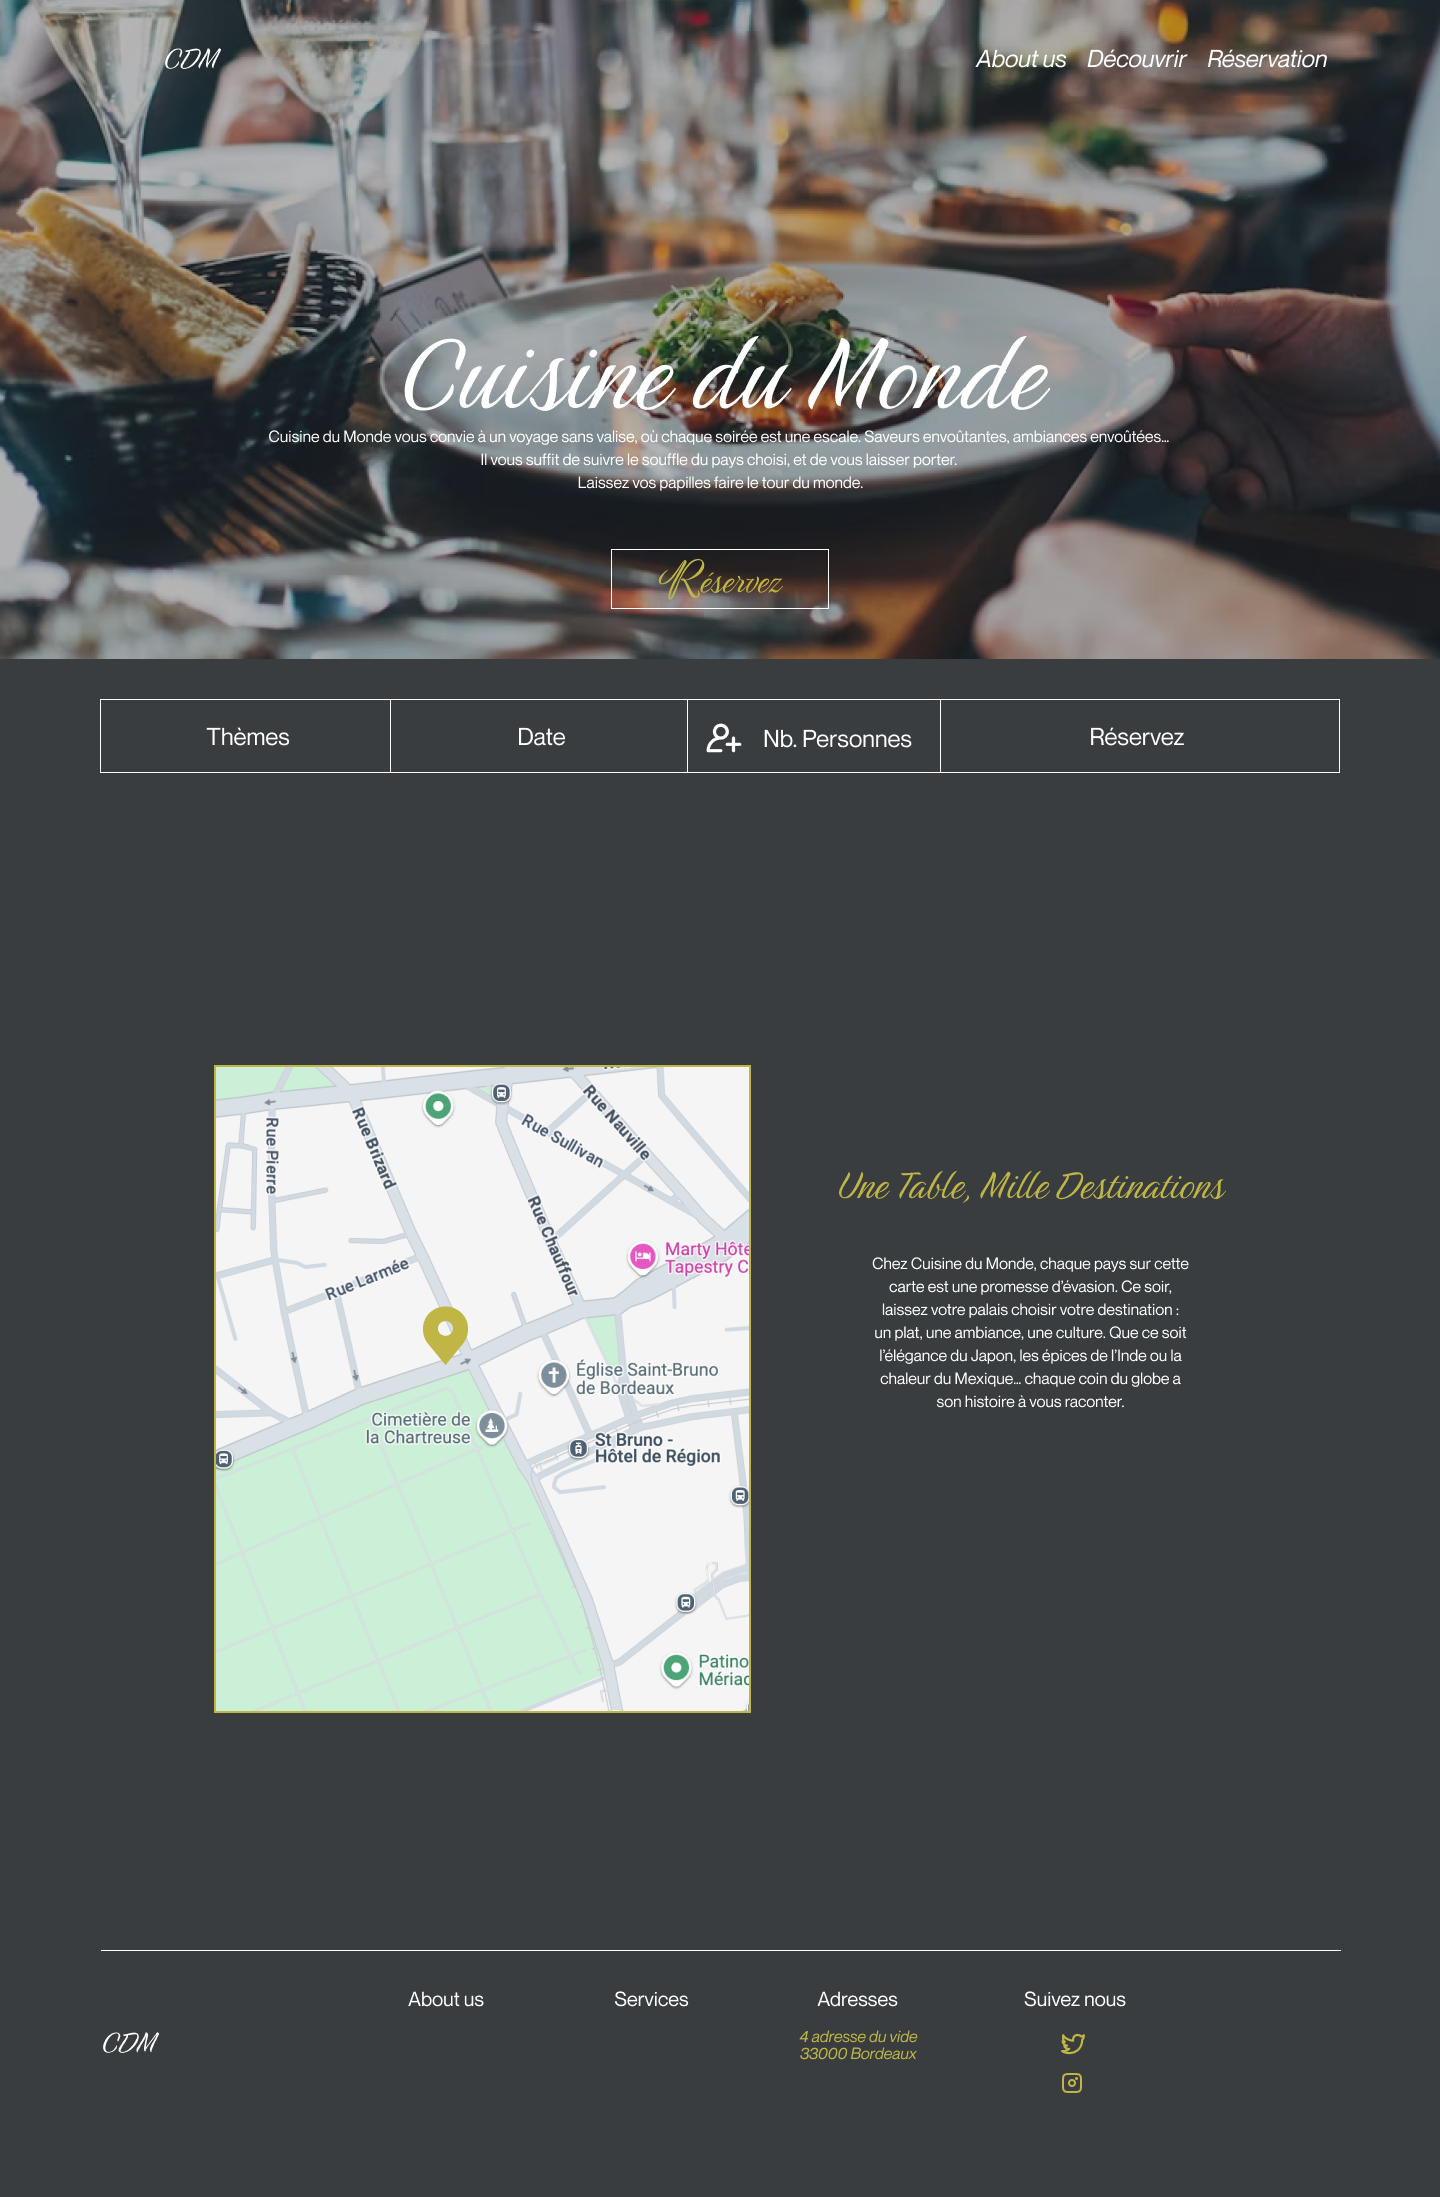 CDM
About us Découvrir Réservation
Cuisine du Monde
Cuisine du Monde vous convie à un voyage sans valise, où chaque soirée est une escale. Saveurs envoûtantes, ambiances envoûtées...
Il vous suffit de suivre le souffle du pays choisi, et de vous laisser porter.
Laissez vos papilles faire le tour du monde.
Réservez
Thèmes
Date
Nb. Personnes
Réservez
Rue Pierre
Rue Brizard
Rue Sullivan
Rue Nauville
Rue Chauffour
Marty Hôte
Tapestry C
Rue Larmée
Église Saint-Bruno
de Bordeaux
Cimetière de
la Chartreuse
St Bruno -
Hôtel de Région
Patino
Mériad
Une Table, Mille Destinations
Chez Cuisine du Monde, chaque pays sur cette
carte est une promesse d'évasion. Ce soir,
laissez votre palais choisir votre destination :
un plat, une ambiance, une culture. Que ce soit
l'élégance du Japon, les épices de l'Inde ou la
chaleur du Mexique... chaque coin du globe a
son histoire à vous raconter.
CDM
About us
Services
Adresses
4 adresse du vide
33000 Bordeaux
Suivez nous